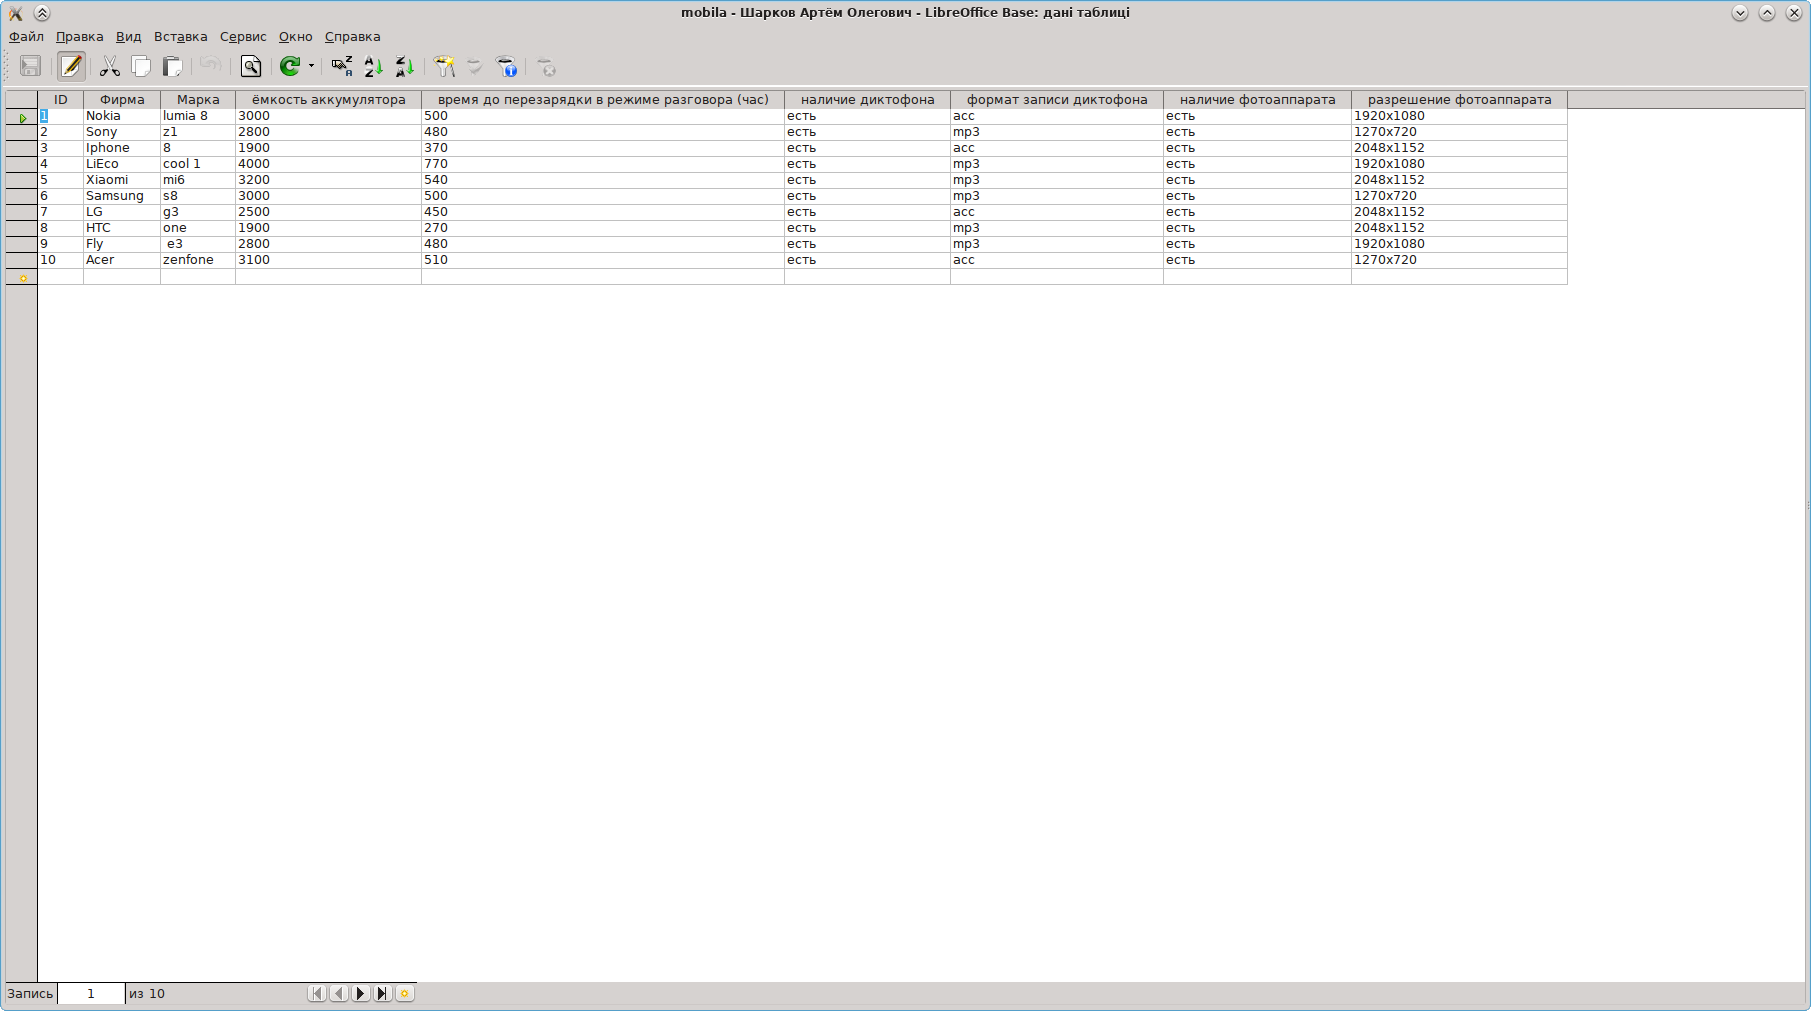 mobila - Шарков Артём Олегович - LibreOffice Base: дані таблиці
Файл Правка Вид Вставка Сервис Окно Справка
ID Фирма Марка ёмкость аккумулятора время до перезарядки в режиме разговора (час) наличие диктофона формат записи диктофона наличие фотоаппарата разрешение фотоаппарата
1 Nokia lumia 8 3000 500 есть acc есть 1920x1080
2 Sony z1 2800 480 есть mp3 есть 1270x720
3 Iphone 8 1900 370 есть acc есть 2048x1152
4 LiEco cool 1 4000 770 есть mp3 есть 1920x1080
5 Xiaomi mi6 3200 540 есть mp3 есть 2048x1152
6 Samsung s8 3000 500 есть mp3 есть 1270x720
7 LG g3 2500 450 есть acc есть 2048x1152
8 HTC one 1900 270 есть mp3 есть 2048x1152
9 Fly e3 2800 480 есть mp3 есть 1920x1080
10 Acer zenfone 3100 510 есть acc есть 1270x720
Запись 1 из 10